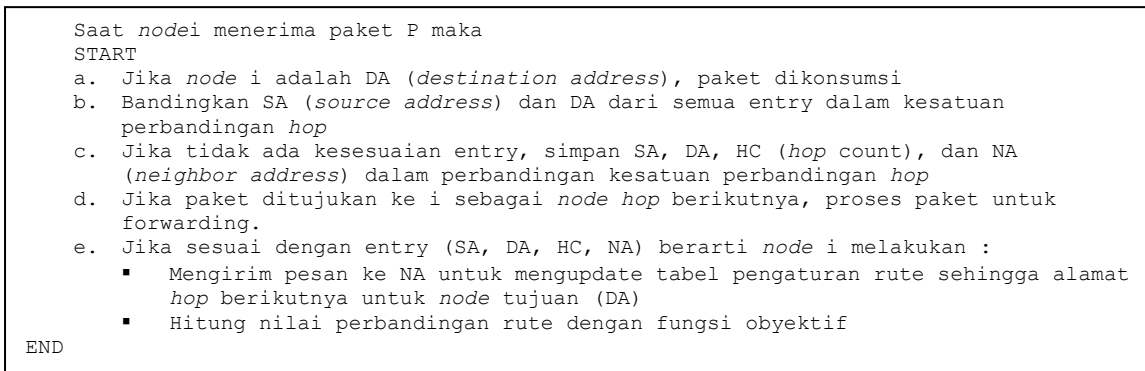 Saat nodei menerima paket P maka
START
a. Jika node i adalah DA (destination address), paket dikonsumsi
b. Bandingkan SA (source address) dan DA dari semua entry dalam kesatuan
perbandingan hop
c. Jika tidak ada kesesuaian entry, simpan SA, DA, HC (hop count), dan NA
(neighbor address) dalam perbandingan kesatuan perbandingan hop
d. Jika paket ditujukan ke i sebagai node hop berikutnya, proses paket untuk
forwarding.
e. Jika sesuai dengan entry (SA, DA, HC, NA) berarti node i melakukan :
▪ Mengirim pesan ke NA untuk mengupdate tabel pengaturan rute sehingga alamat
hop berikutnya untuk node tujuan (DA)
▪ Hitung nilai perbandingan rute dengan fungsi obyektif
END